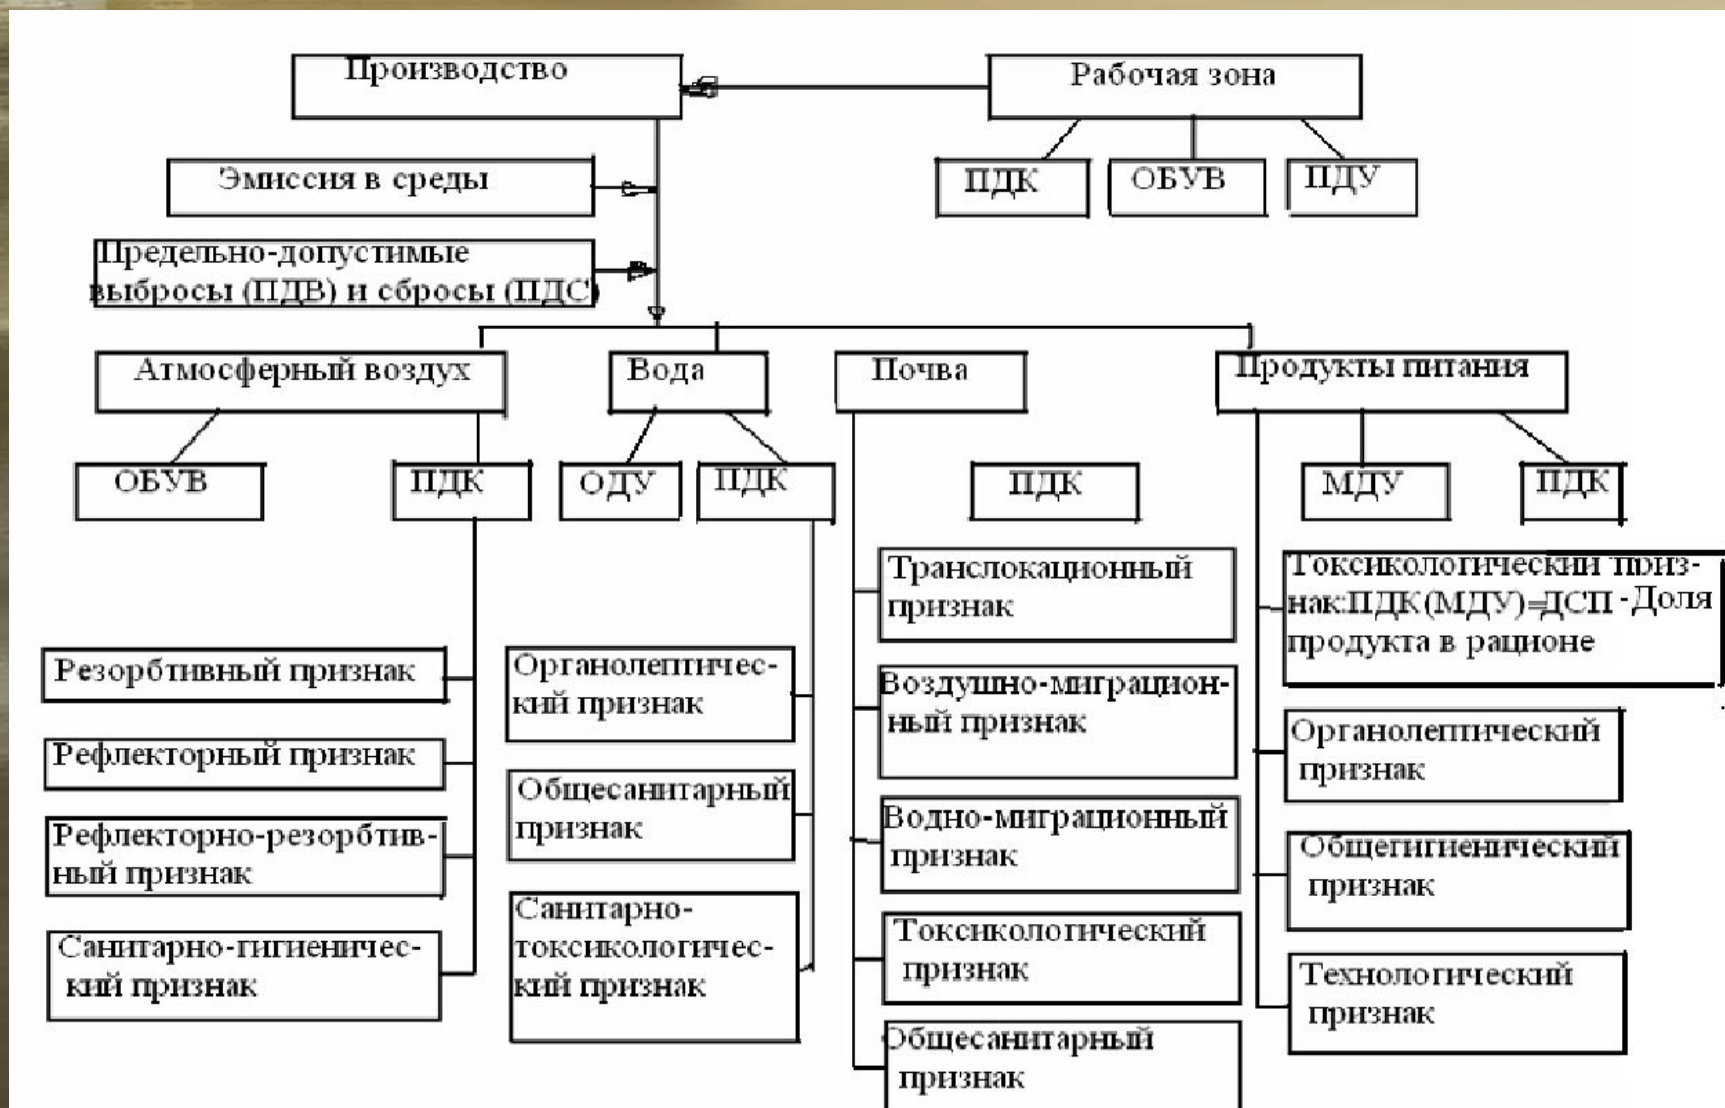 Производство
Рабочая зона
ПДК
ОБУВ
ПДУ
Эмиссия в среды
Предельно-допустимые
выбросы (ПДВ) и сбросы (ПДС)
Атмосферный воздух
Вода
Почва
Продукты питания
ОБУВ
ПДК
ОДУ
ПДК
ПДК
МДУ
ПДК
Резорбтивный признак
Рефлекторный признак
Рефлекторно-резорбтив-
ный признак
Санитарно-гигиеничес-
кий признак
Органолептичес-
кий признак
Общесанитарный
признак
Санитарно-
токсикологичес-
кий признак
Транслокационный
признак
Воздушно-миграцион-
ный признак
Водно-миграционный
признак
Токсикологический
признак
Общесанитарный
признак
Токсикологический приз-
нак:ПДК(МДУ)=ДСП -Доля
продукта в рационе
Органолептический
признак
Общегигиенический
признак
Технологический
признак